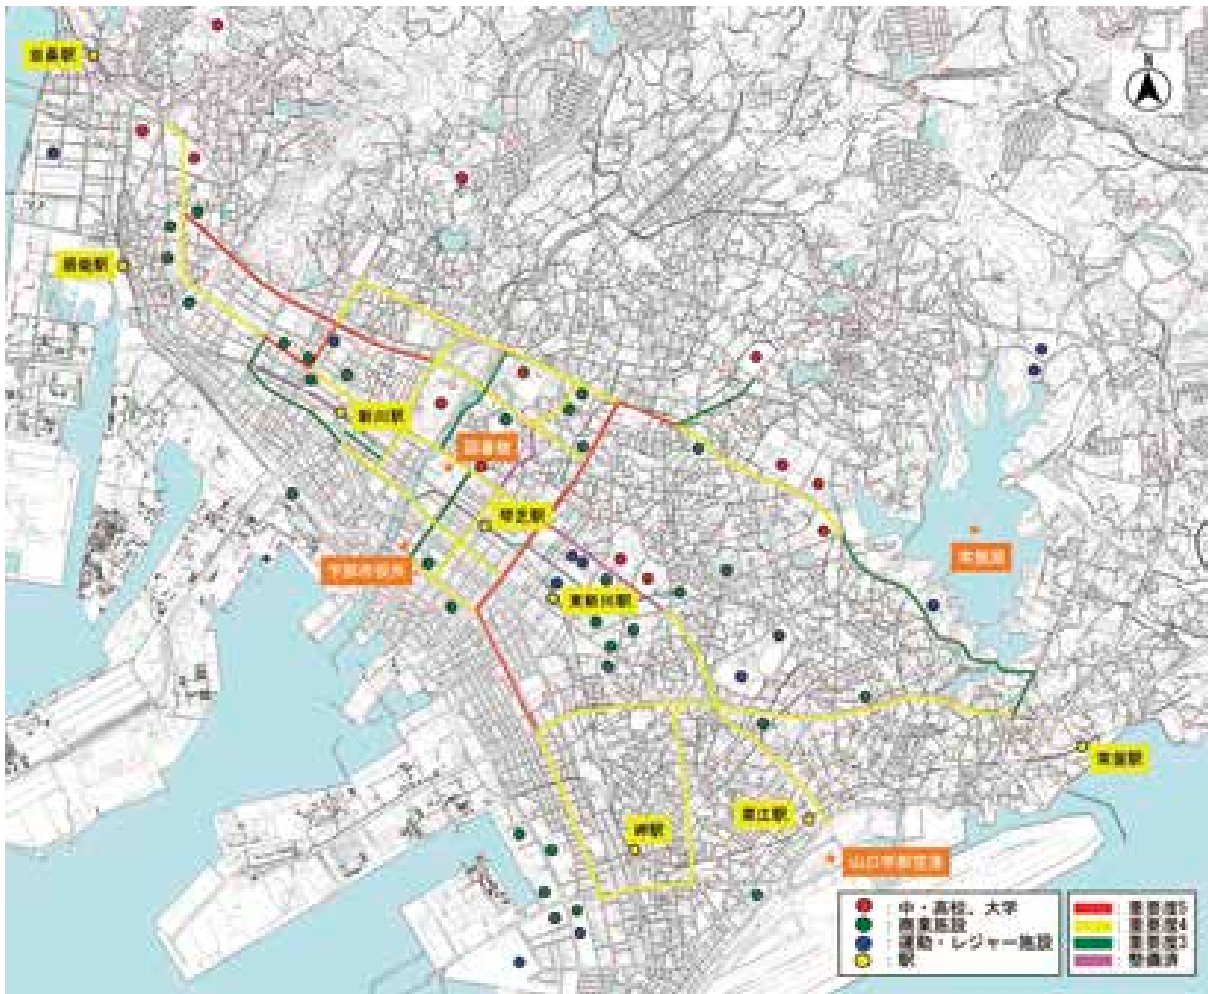 N
居能駅
新川駅
図書館
琴芝駅
宇部市役所
東新川駅
常盤湖
常盤駅
草江駅
岬駅
山口宇部空港
：中・高校、大学
：商業施設
：運動・レジャー施設
：駅
：重要度5
：重要度4
：重要度3
：整備済